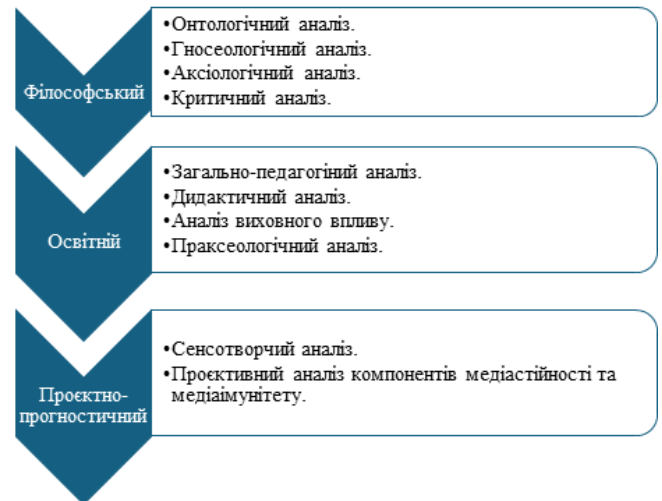 Філософський
•Онтологічний аналіз.
•Гносеологічний аналіз.
•Аксіологічний аналіз.
•Критичний аналіз.
Освітній
•Загально-педагогіний аналіз.
•Дидактичний аналіз.
•Аналіз виховного впливу.
•Праксеологічний аналіз.
Проєктно-
прогностичний
•Сенсотворчий аналіз.
•Проєктивний аналіз компонентів медіастійності та
медіаімунітету.